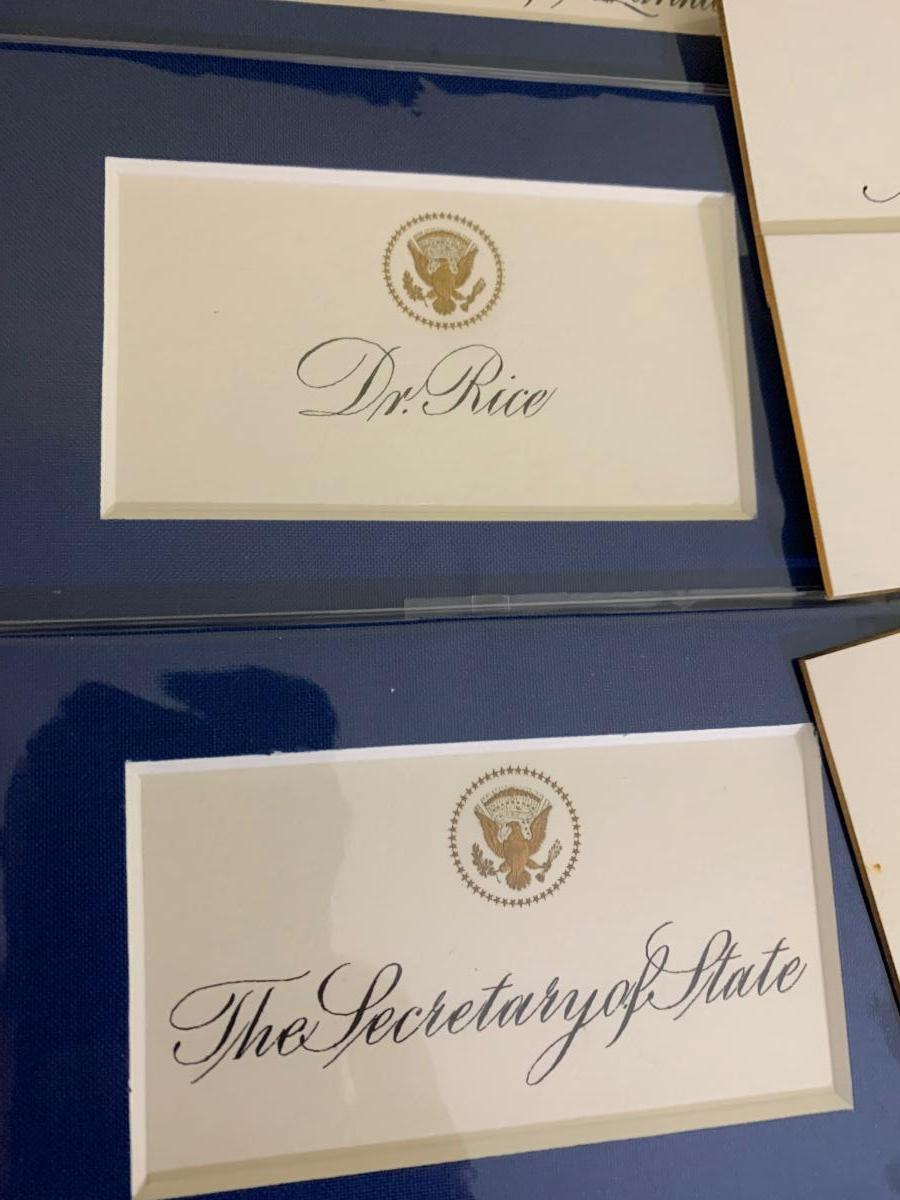 Dr. Rice
The Secretary of State